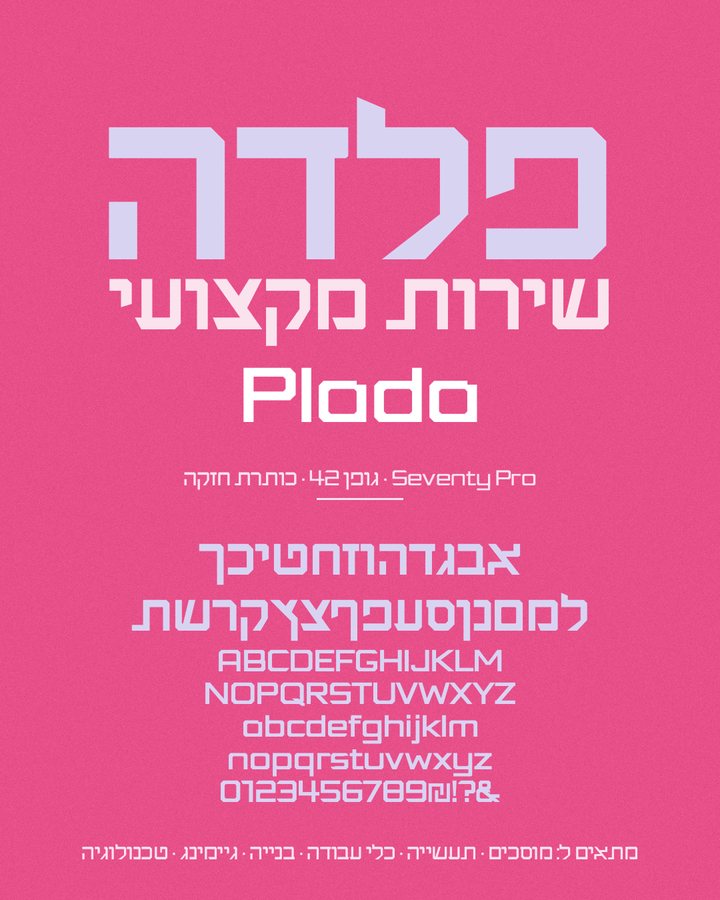 פלדה
שירות מקצועי
Plada
Seventy Pro · גופן 42 · כותרת חזקה
אבגדהוזחטיכך
למםנןסעפףצץקרשת
ABCDEFGHIJKLM
NOPQRSTUVWXYZ
abcdefghijklm
nopqrstuvwxyz
0123456789₪!?&
מתאים ל: מוסכים · תעשייה · כלי עבודה · בנייה · גיימינג · טכנולוגיה